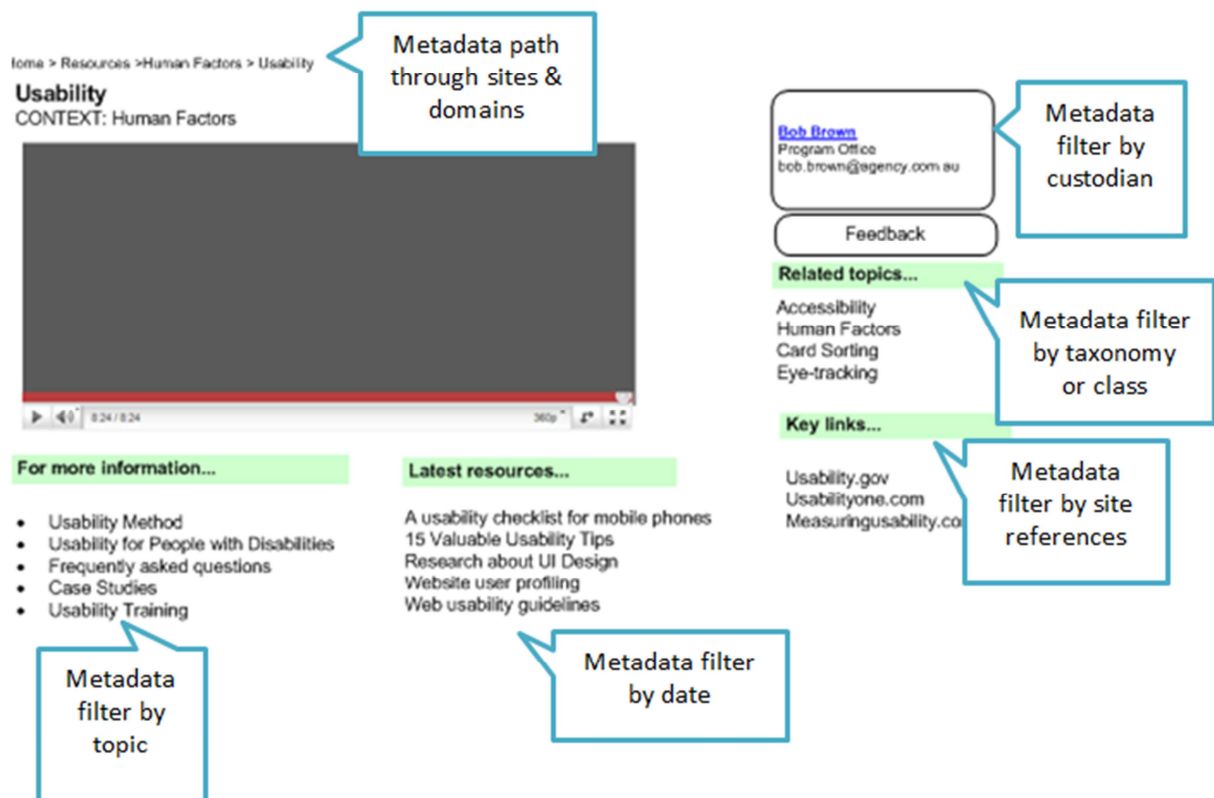 Home > Resources >Human Factors > Usability
Usability
CONTEXT: Human Factors
Metadata path
through sites &
domains
Bob Brown
Program Office
bob.brown@agency.com.au
Metadata
filter by
custodian
Feedback
Related topics...
Accessibility
Human Factors
Card Sorting
Eye-tracking
Metadata filter
by taxonomy
or class
8:24 / 8:24
360p
Key links...
Usability.gov
Usabilityone.com
Measuringusability.co
Metadata
filter by site
references
For more information...
• Usability Method
• Usability for People with Disabilities
• Frequently asked questions
• Case Studies
• Usability Training
Metadata
filter by
topic
Latest resources...
A usability checklist for mobile phones
15 Valuable Usability Tips
Research about UI Design
Website user profiling
Web usability guidelines
Metadata filter
by date